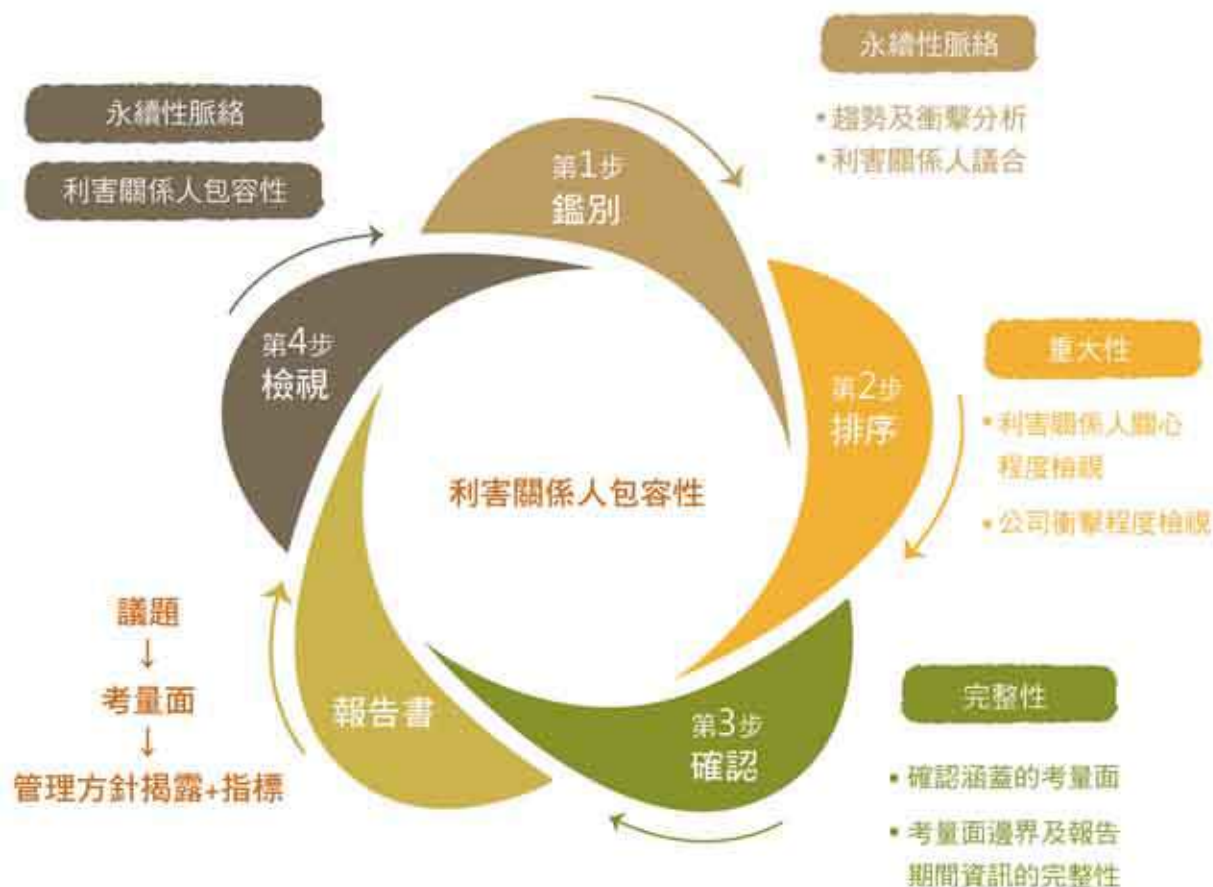 永續性脈絡
利害關係人包容性
永續性脈絡
•趨勢及衝擊分析
•利害關係人議合
第1步
鑑別
第2步
排序
重大性
•利害關係人關心
程度檢視
•公司衝擊程度檢視
第3步
確認
完整性
•確認涵蓋的考量面
•考量面邊界及報告
期間資訊的完整性
報告書
議題
↓
考量面
↓
管理方針揭露+指標
第4步
檢視
利害關係人包容性